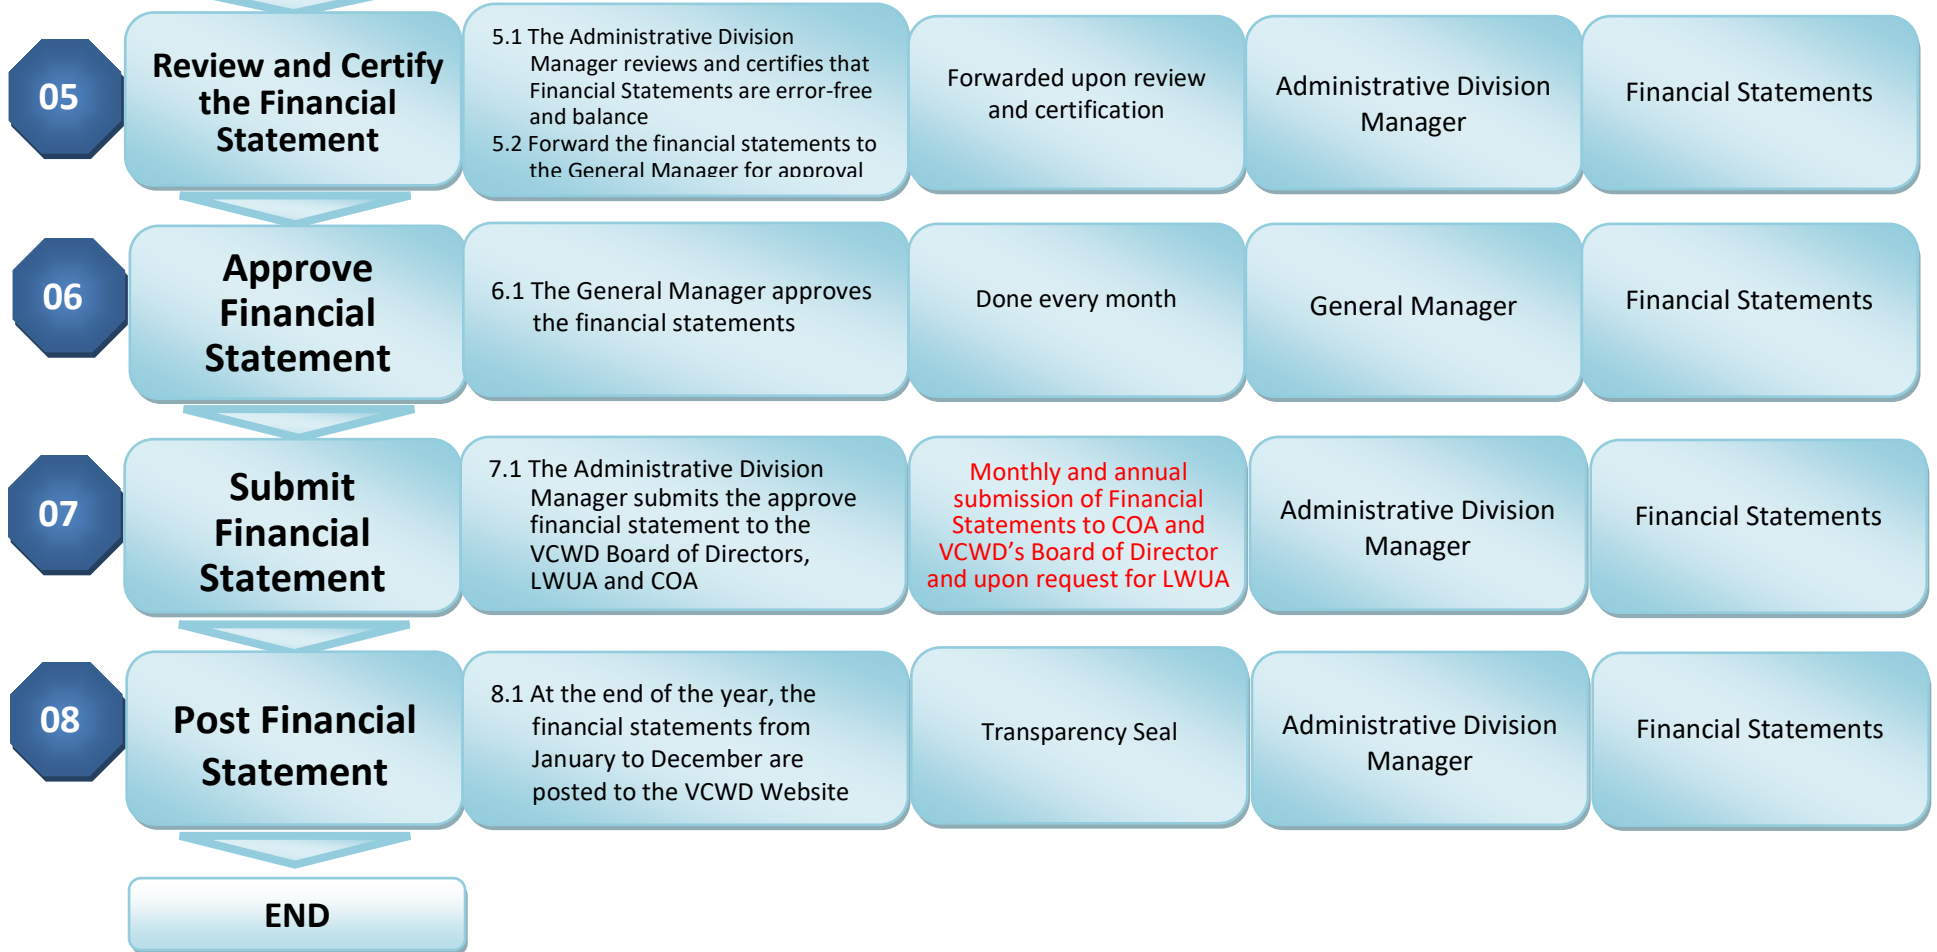 05
Review and Certify
the Financial
Statement
5.1 The Administrative Division
Manager reviews and certifies that
Financial Statements are error-free
and balance
5.2 Forward the financial statements to
the General Manager for approval
Forwarded upon review
and certification
Administrative Division
Manager
Financial Statements
06
Approve
Financial
Statement
6.1 The General Manager approves
the financial statements
Done every month
General Manager
Financial Statements
07
Submit
Financial
Statement
7.1 The Administrative Division
Manager submits the approve
financial statement to the
VCWD Board of Directors,
LWUA and COA
Monthly and annual
submission of Financial
Statements to COA and
VCWD’s Board of Director
and upon request for LWUA
Administrative Division
Manager
Financial Statements
08
Post Financial
Statement
8.1 At the end of the year, the
financial statements from
January to December are
posted to the VCWD Website
Transparency Seal
Administrative Division
Manager
Financial Statements
END